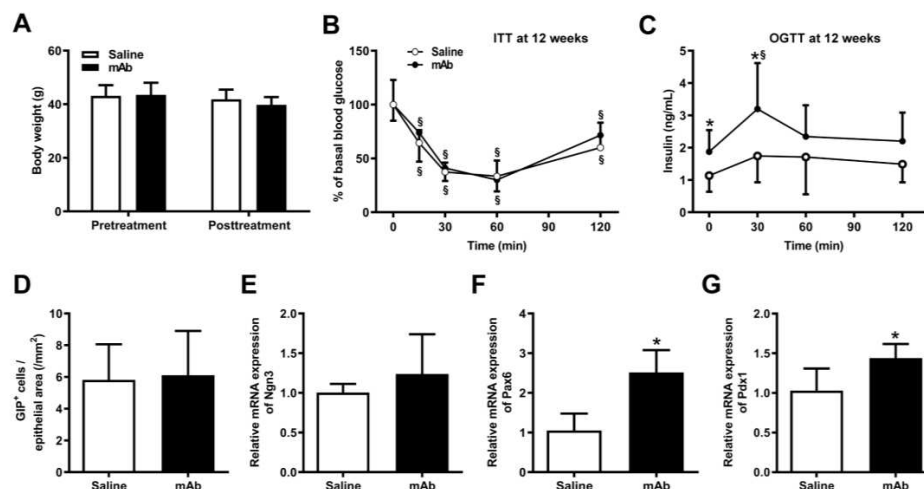 A
Saline
mAb
Body weight (g)
60
40
20
0
Pretreatment
Posttreatment
B
ITT at 12 weeks
Saline
mAb
% of basal blood glucose
150
100
50
0
§
§
§
§
§
§
§
§
0
30
60
90
120
Time (min)
C
OGTT at 12 weeks
Insulin (ng/mL)
5
4
3
2
1
0
*
*§
0
30
60
90
120
Time (min)
D
GIP+ cells /
epithelial area (/mm²)
10
8
6
4
2
0
Saline
mAb
E
Relative mRNA expression
of Ngn3
2.0
1.5
1.0
0.5
0.0
Saline
mAb
F
Relative mRNA expression
of Pax6
4
3
2
1
0
*
Saline
mAb
G
Relative mRNA expression
of Pdx1
2.0
1.5
1.0
0.5
0.0
*
Saline
mAb